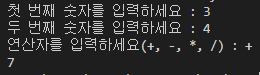 첫 번째 숫자를 입력하세요 : 3
두 번째 숫자를 입력하세요 : 4
연산자를 입력하세요(+, -, *, /) : +
7